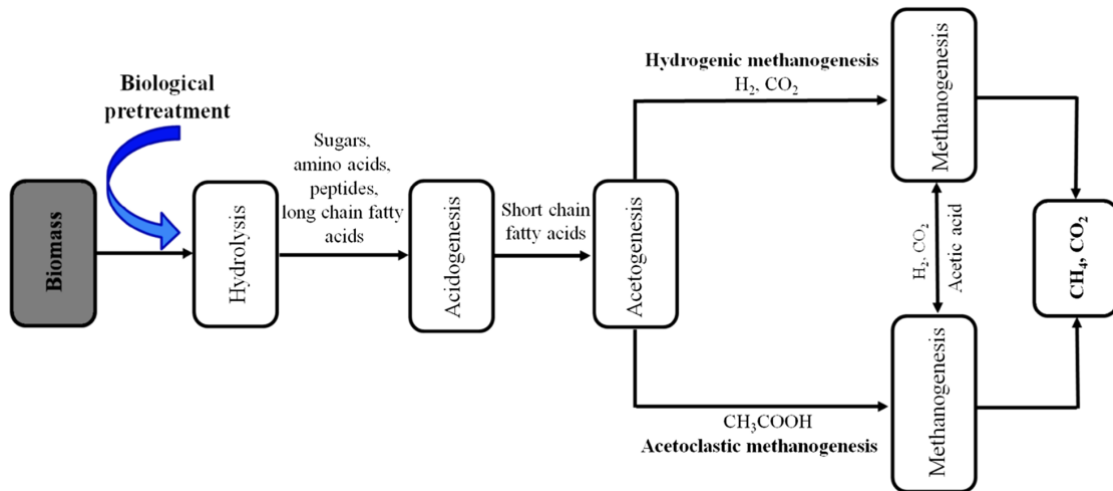 Biological
pretreatment
Biomass
Hydrolysis
Sugars,
amino acids,
peptides,
long chain fatty
acids
Acidogenesis
Short chain
fatty acids
Acetogenesis
Hydrogenic methanogenesis
H₂, CO₂
Methanogenesis
H₂, CO₂
Acetic acid
CH₃COOH
Acetoclastic methanogenesis
Methanogenesis
CH₄, CO₂